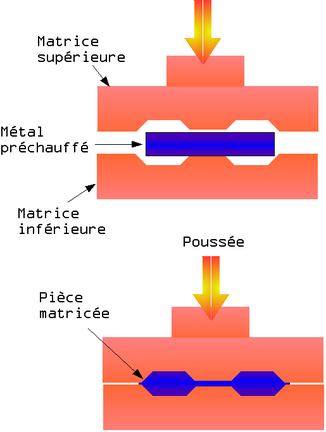 Matrice
supérieure
Métal
préchauffé
Matrice
inférieure
Poussée
Pièce
matricée